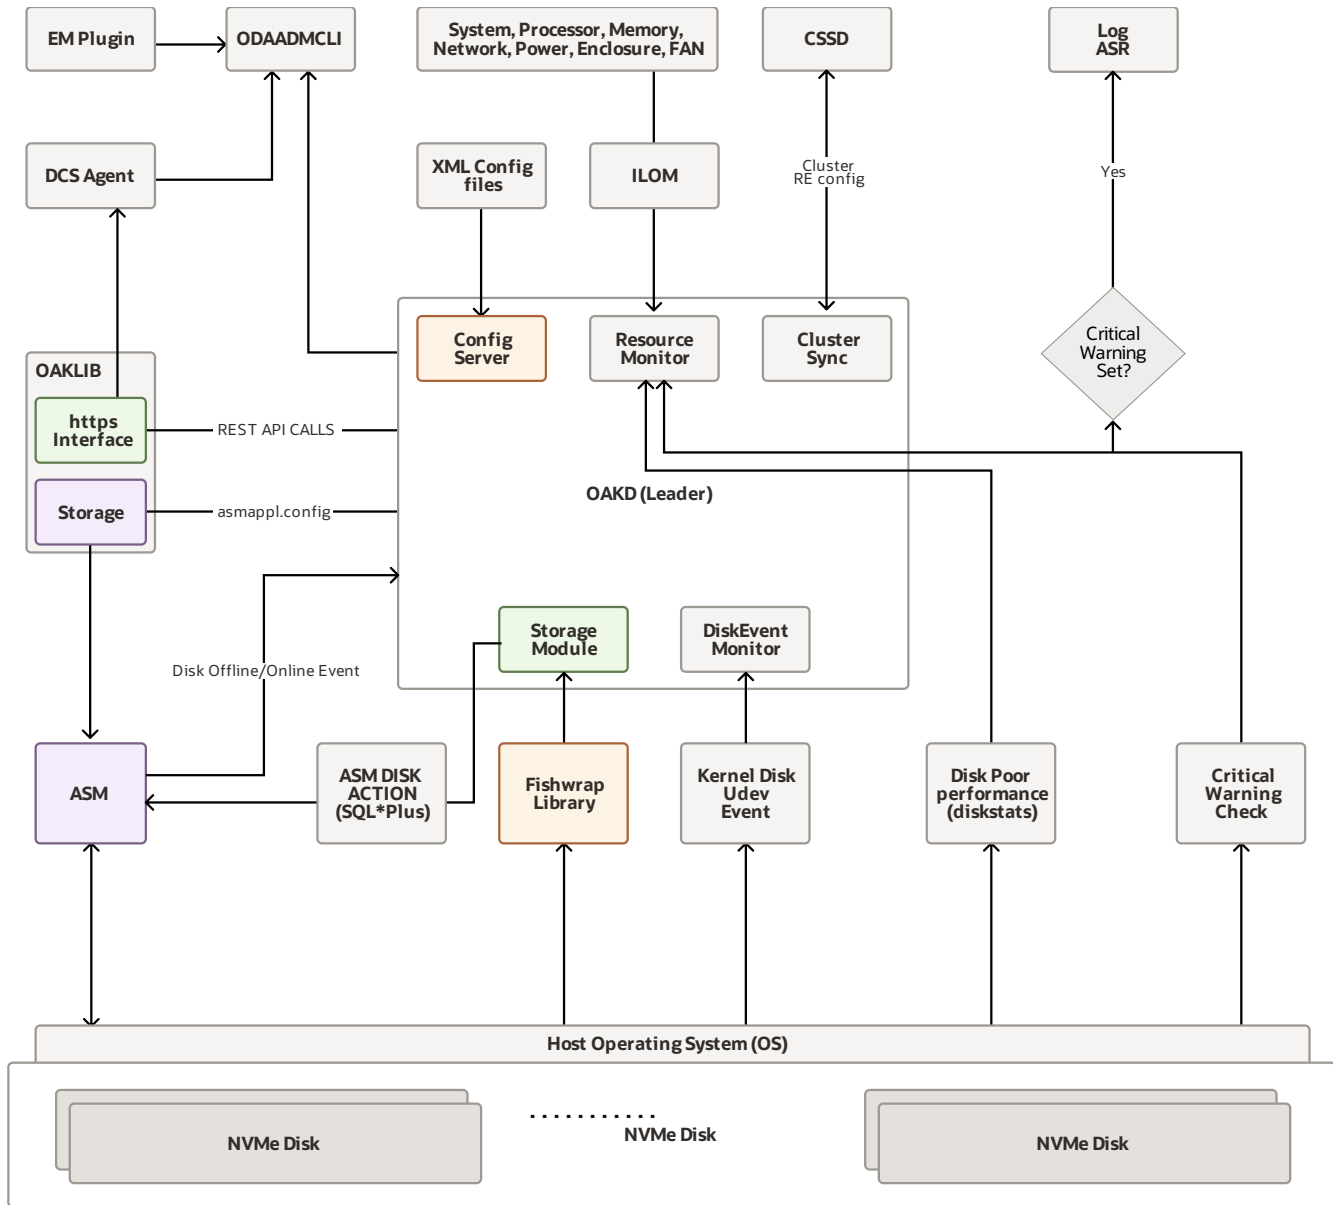 EM Plugin
ODAADMCLI
System, Processor, Memory,
Network, Power, Enclosure, FAN
CSSD
Log
ASR
DCS Agent
XML Config
files
ILOM
Cluster
RE config
Yes
OAKLIB
https
Interface
REST API CALLS
Storage
asmappl.config
Config
Server
Resource
Monitor
Cluster
Sync
Critical
Warning
Set?
OAKD (Leader)
Storage
Module
DiskEvent
Monitor
Disk Offline/Online Event
ASM
ASM DISK
ACTION
(SQL*Plus)
Fishwrap
Library
Kernel Disk
Udev
Event
Disk Poor
performance
(diskstats)
Critical
Warning
Check
Host Operating System (OS)
NVMe Disk
NVMe Disk
NVMe Disk